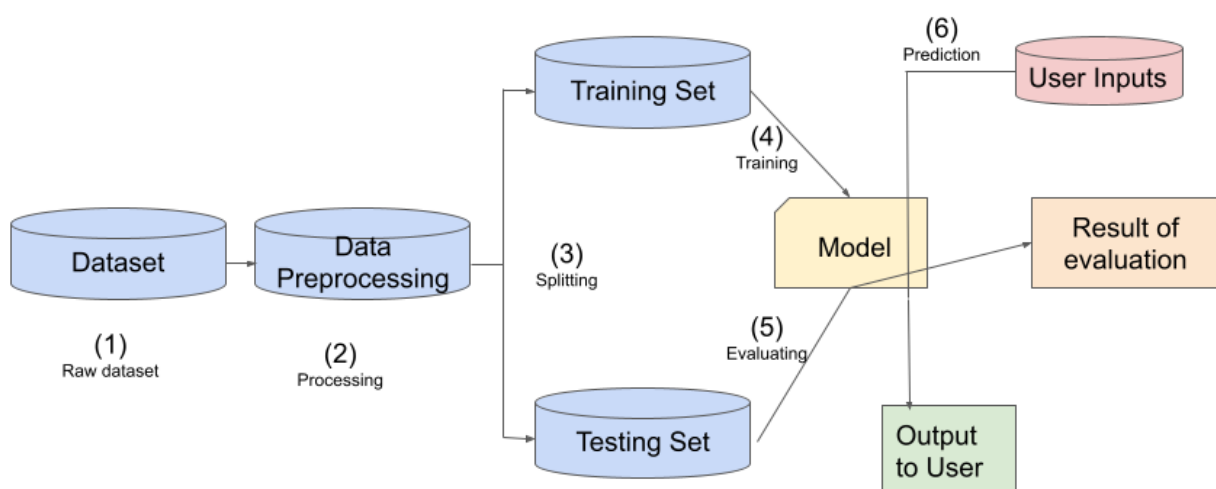 (6)
Prediction
User Inputs
Training Set
(4)
Training
Dataset
Data
Preprocessing
(3)
Splitting
Model
Result of
evaluation
(1)
Raw dataset
(2)
Processing
(5)
Evaluating
Testing Set
Output
to User